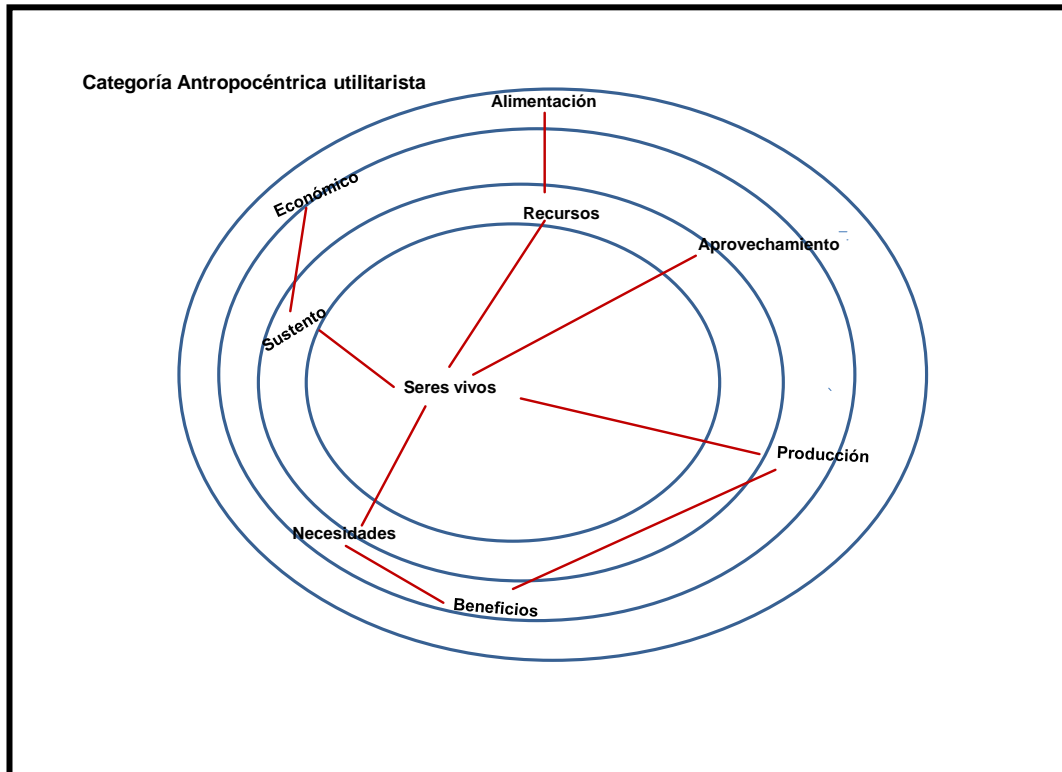 Categoría Antropocéntrica utilitarista
Alimentación
Económico
Recursos
Aprovechamiento
Sustento
Seres vivos
Producción
Necesidades
Beneficios